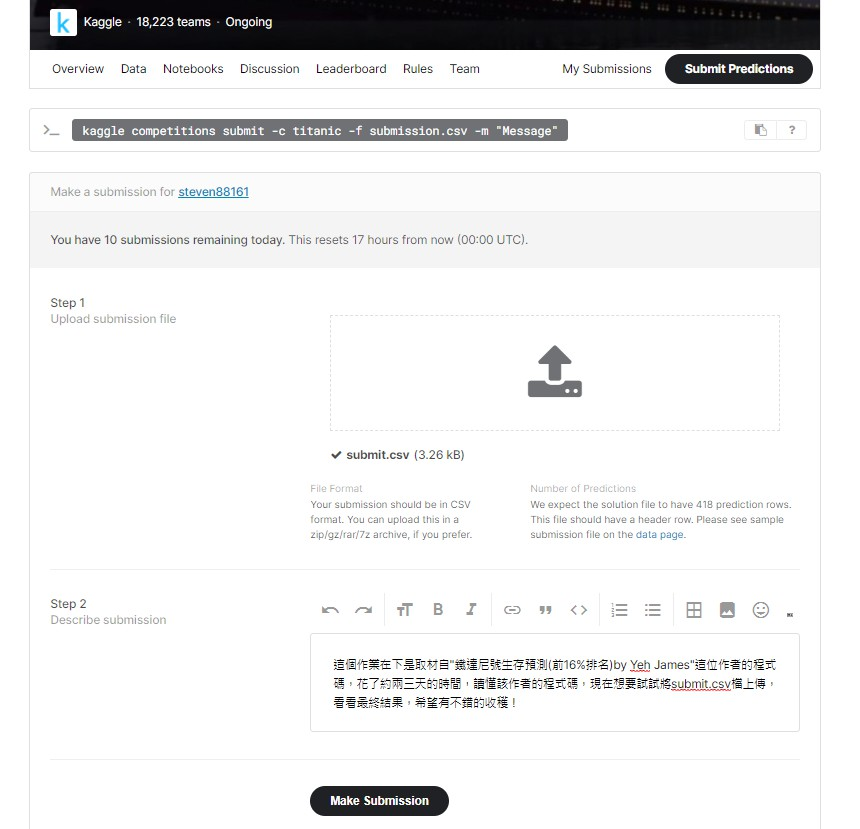 k Kaggle · 18,223 teams · Ongoing
Overview Data Notebooks Discussion Leaderboard Rules Team My Submissions Submit Predictions
>_ kaggle competitions submit -c titanic -f submission.csv -m "Message" ?
Make a submission for steven88161
You have 10 submissions remaining today. This resets 17 hours from now (00:00 UTC).
Step 1
Upload submission file
submit.csv (3.26 kB)
File Format
Your submission should be in CSV
format. You can upload this in a
zip/gz/rar/7z archive, if you prefer.
Number of Predictions
We expect the solution file to have 418 prediction rows.
This file should have a header row. Please see sample
submission file on the data page.
Step 2
Describe submission
這個作業在下是取材自"鐵達尼號生存預測(前16%排名)by Yeh James"這位作者的程式
碼，花了約兩三天的時間，讀懂該作者的程式碼，現在想要試試將submit.csv檔上傳，
看看最終結果，希望有不錯的收穫！
Make Submission